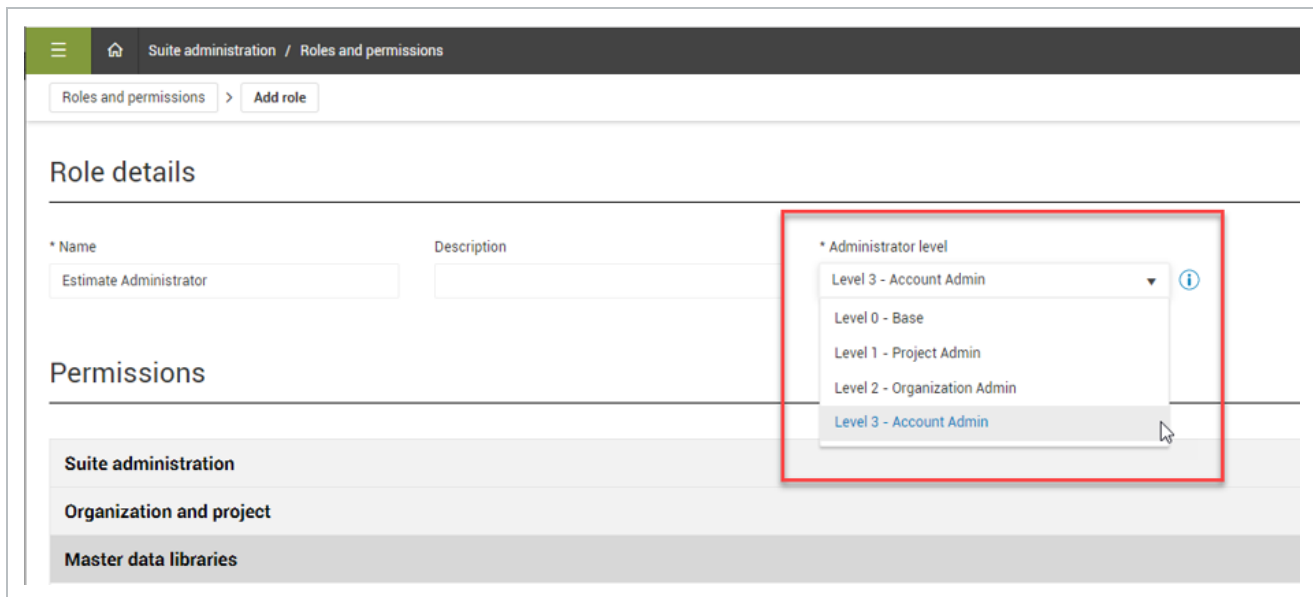 Suite administration / Roles and permissions
Roles and permissions > Add role
Role details
* Name
Description
* Administrator level
Estimate Administrator
Level 3 - Account Admin
Level 0 - Base
Level 1 - Project Admin
Level 2 - Organization Admin
Level 3 - Account Admin
Permissions
Suite administration
Organization and project
Master data libraries